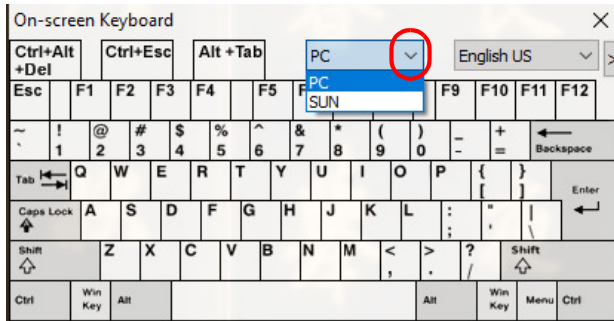 On-screen Keyboard
Ctrl+Alt +Del Ctrl+Esc Alt +Tab PC English US >
PC
SUN
Esc F1 F2 F3 F4 F5 F9 F10 F11 F12
~ ! @ # $ % ^ & * ( ) _ + Backspace
` 1 2 3 4 5 6 7 8 9 0 - =
Tab Q W E R T Y U I O P { }
[ ] Enter
Caps Lock A S D F G H J K L : " |
; ' \
Shift Z X C V B N M < > ? Shift
, . /
Ctrl Win Key Alt Alt Win Key Menu Ctrl